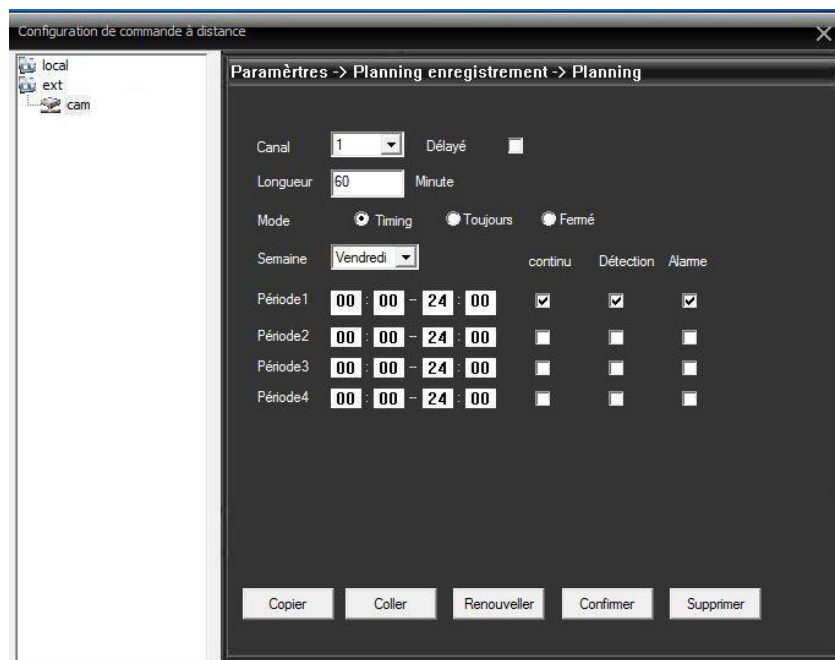 Configuration de commande à distance
local
ext
cam
Paramèrtres -> Planning enregistrement -> Planning
Canal 1 Délayé
Longueur 60 Minute
Mode Timing Toujours Fermé
Semaine Vendredi continu Détection Alarme
Période1 00 : 00 - 24 : 00
Période2 00 : 00 - 24 : 00
Période3 00 : 00 - 24 : 00
Période4 00 : 00 - 24 : 00
Copier Coller Renouveller Confirmer Supprimer